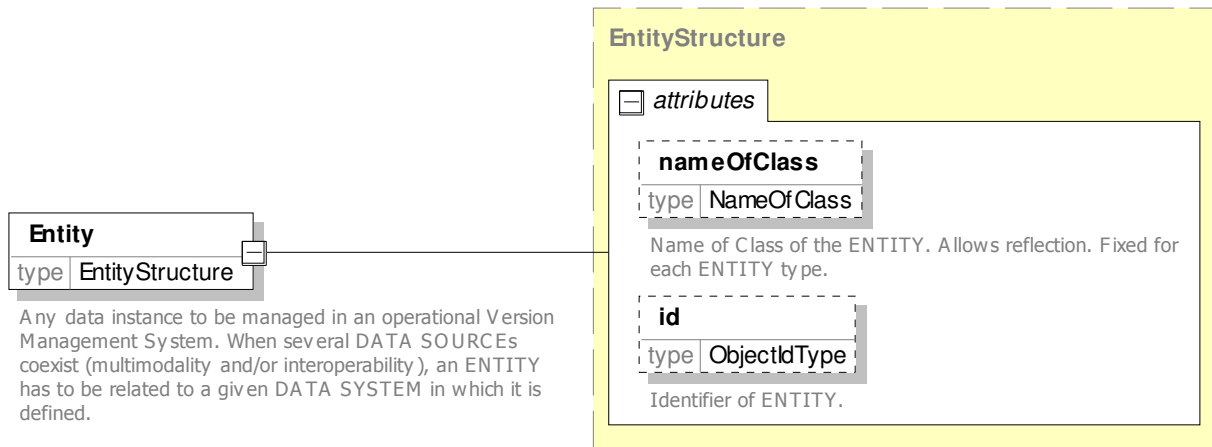 EntityStructure
attributes
nameOfClass
type NameOfClass
Name of Class of the ENTITY. Allows reflection. Fixed for
each ENTITY type.
Entity
type EntityStructure
Any data instance to be managed in an operational Version
Management System. When several DATA SOURCEs
coexist (multimodality and/or interoperability), an ENTITY
has to be related to a given DATA SYSTEM in which it is
defined.
id
type ObjectIdType
Identifier of ENTITY.